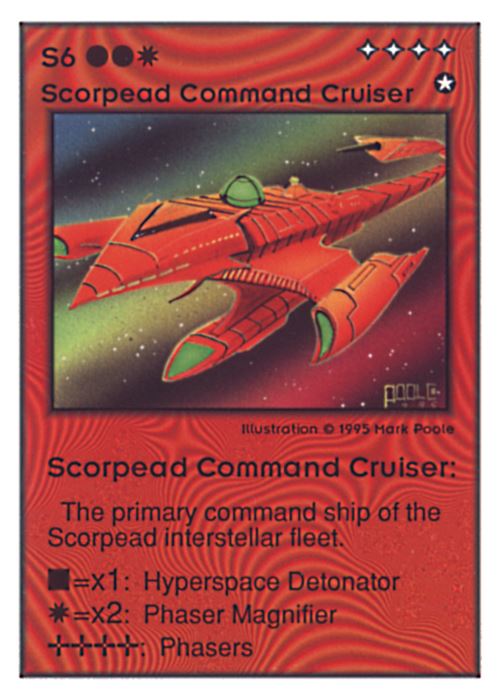 S6
Scorpead Command Cruiser
POOLE
Illustration © 1995 Mark Poole
Scorpead Command Cruiser:
The primary command ship of the
Scorpead interstellar fleet.
■=x1: Hyperspace Detonator
✷=x2: Phaser Magnifier
✢✢✢✢: Phasers